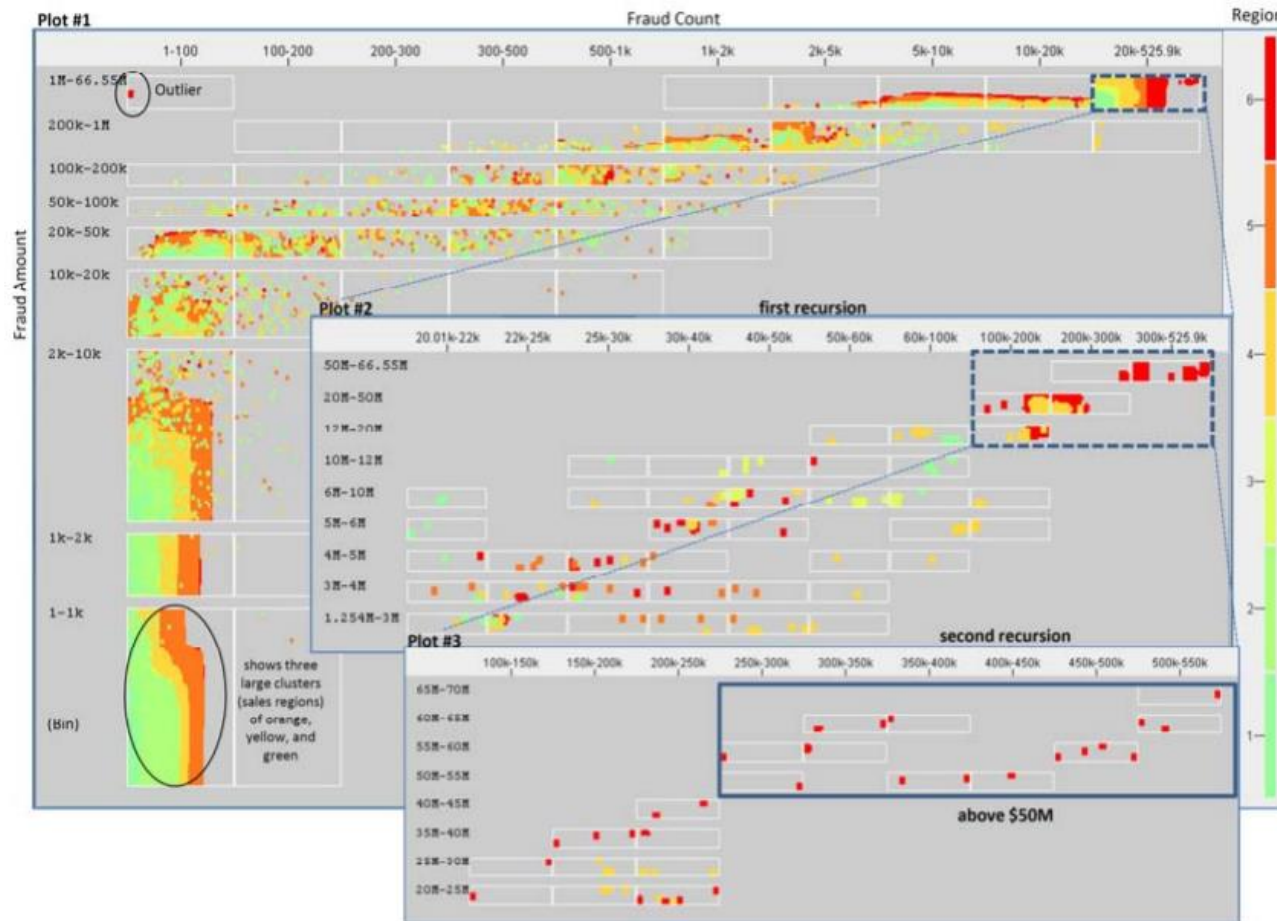 Plot #1
Fraud Count
Region
1-100 100-200 200-300 300-500 500-1k 1k-2k 2k-5k 5k-10k 10k-20k 20k-525.9k
1M-66.55M
Outlier
200k-1M
100k-200k
50k-100k
20k-50k
10k-20k
2k-10k
1k-2k
1-1k
(Bin)
Fraud Amount
shows three
large clusters
(sales regions)
of orange,
yellow, and
green
6
5
4
3
2
1
Plot #2
first recursion
20.01k-22k 22k-25k 25k-30k 30k-40k 40k-50k 50k-60k 60k-100k 100k-200k 200k-300k 300k-525.9k
50M-66.55M
20M-50M
12M-20M
10M-12M
6M-10M
5M-6M
4M-5M
3M-4M
1.254M-3M
Plot #3
second recursion
100k-150k 150k-200k 200k-250k 250k-300k 300k-350k 350k-400k 400k-450k 450k-500k 500k-550k
65M-70M
55M-60M
50M-55M
above $50M
40M-45M
35M-40M
20M-25M